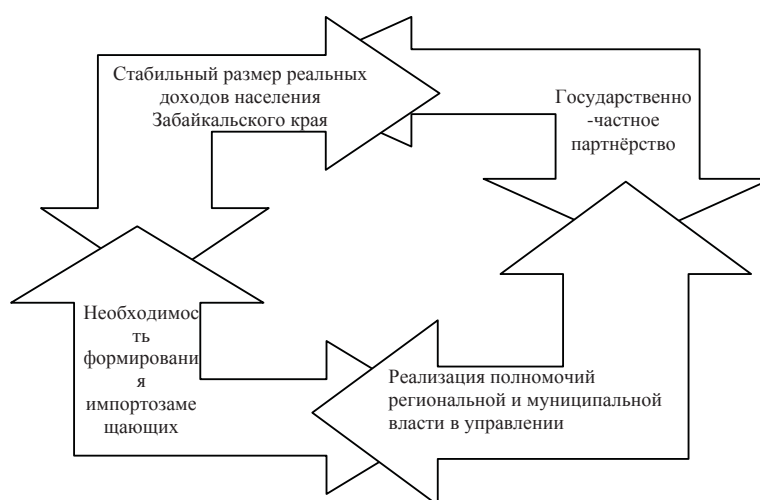 Стабильный размер реальных
доходов населения
Забайкальского края
Государственно
-частное
партнёрство
Необходимос
ть
формировани
я
импортозаме
щающих
Реализация полномочий
региональной и муниципальной
власти в управлении